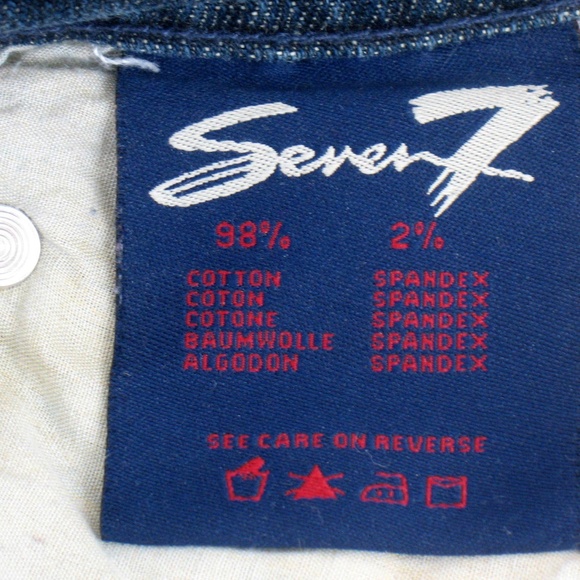 Seven7
98% 2%
COTTON SPANDEX
COTON SPANDEX
COTONE SPANDEX
BAUMWOLLE SPANDEX
ALGODON SPANDEX
SEE CARE ON REVERSE